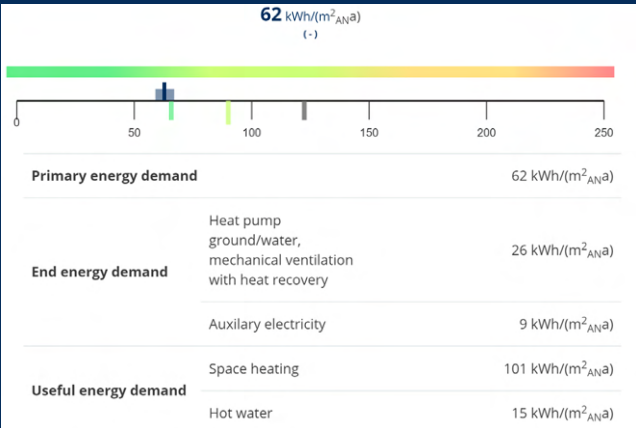 62 kWh/(m²ANa)
(-)
0 50 100 150 200 250
Primary energy demand 62 kWh/(m²ANa)
End energy demand
Heat pump
ground/water,
mechanical ventilation
with heat recovery
26 kWh/(m²ANa)
Auxilary electricity 9 kWh/(m²ANa)
Useful energy demand
Space heating 101 kWh/(m²ANa)
Hot water 15 kWh/(m²ANa)